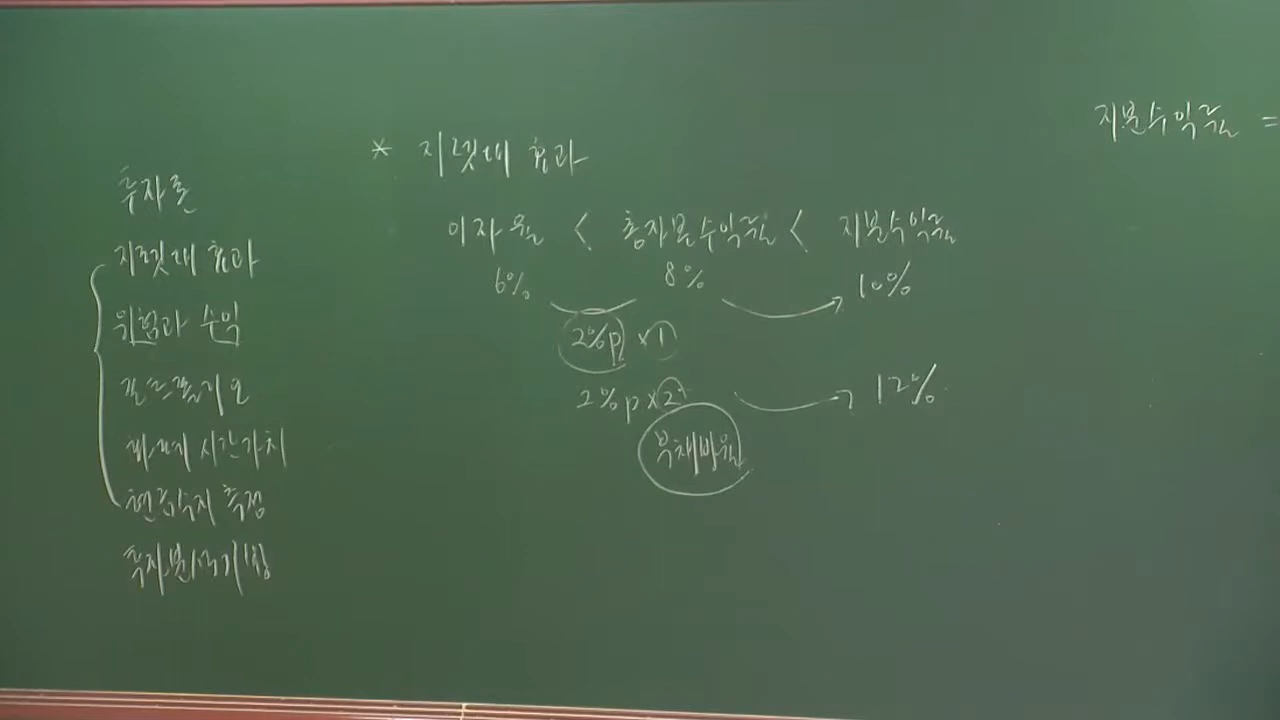 투자론
지렛대 효과
위험과 수익
포트폴리오
화폐의 시간가치
현금수지 측정
투자분석기법
* 지렛대 효과
이자율 < 총자본수익률 < 지분수익률
6% 8% 10%
2%p × 1
2%p × 2 12%
부채비율
지분수익률 =